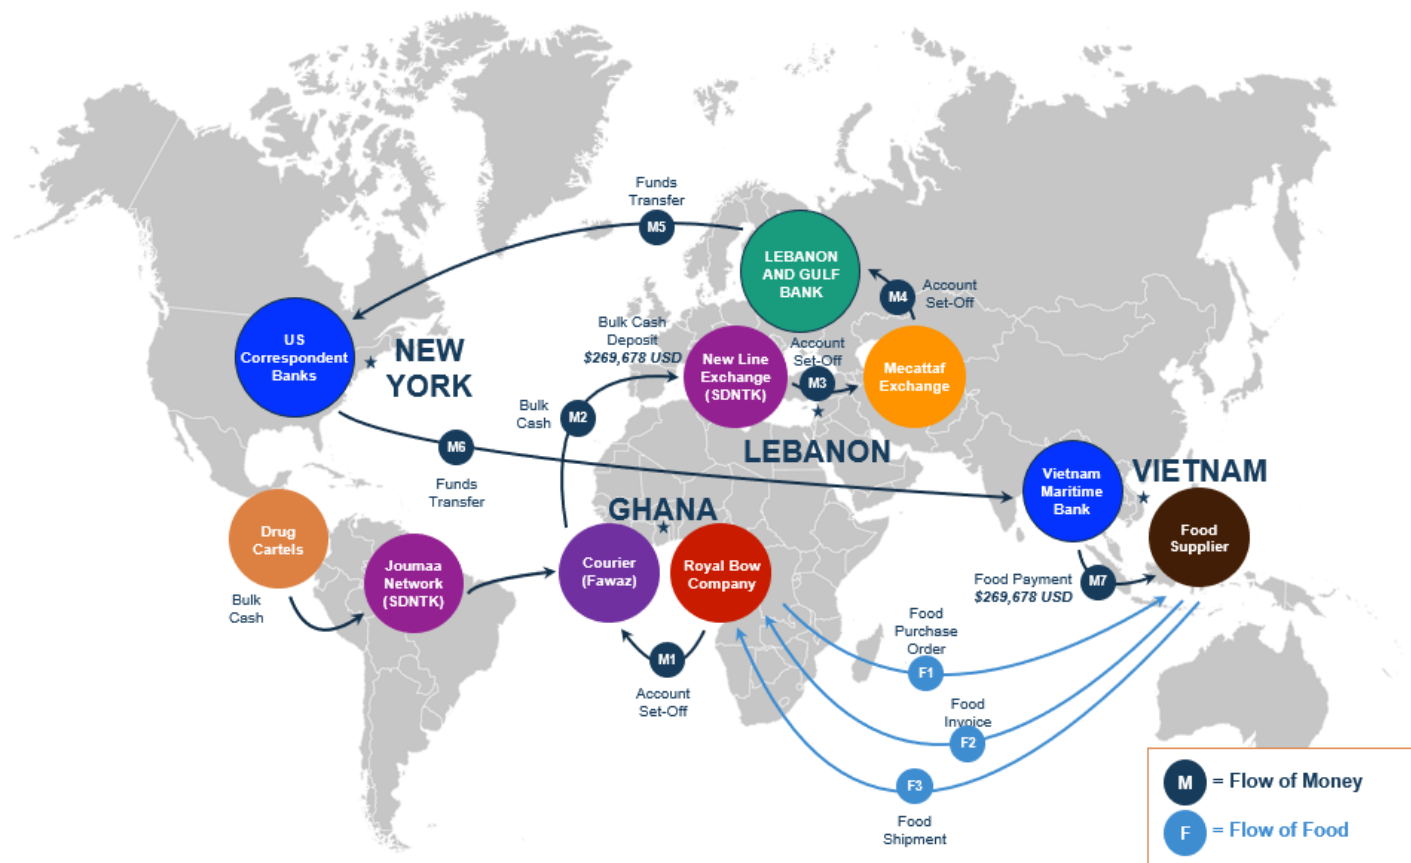 Funds
Transfer
M5
LEBANON
AND GULF
BANK
M4
Account
Set-Off
US
Correspondent
Banks
NEW
YORK
Bulk Cash
Deposit
$269,678 USD
New Line
Exchange
(SDNTK)
Account
Set-Off
M3
Mecattaf
Exchange
Bulk
Cash
M2
LEBANON
M6
Funds
Transfer
Vietnam
Maritime
Bank
VIETNAM
Food
Supplier
GHANA
Drug
Cartels
Bulk
Cash
Joumaa
Network
(SDNTK)
Courier
(Fawaz)
Royal Bow
Company
M1
Account
Set-Off
Food Payment
$269,678 USD
M7
Food
Purchase
Order
F1
Food
Invoice
F2
F3
Food
Shipment
M = Flow of Money
F = Flow of Food